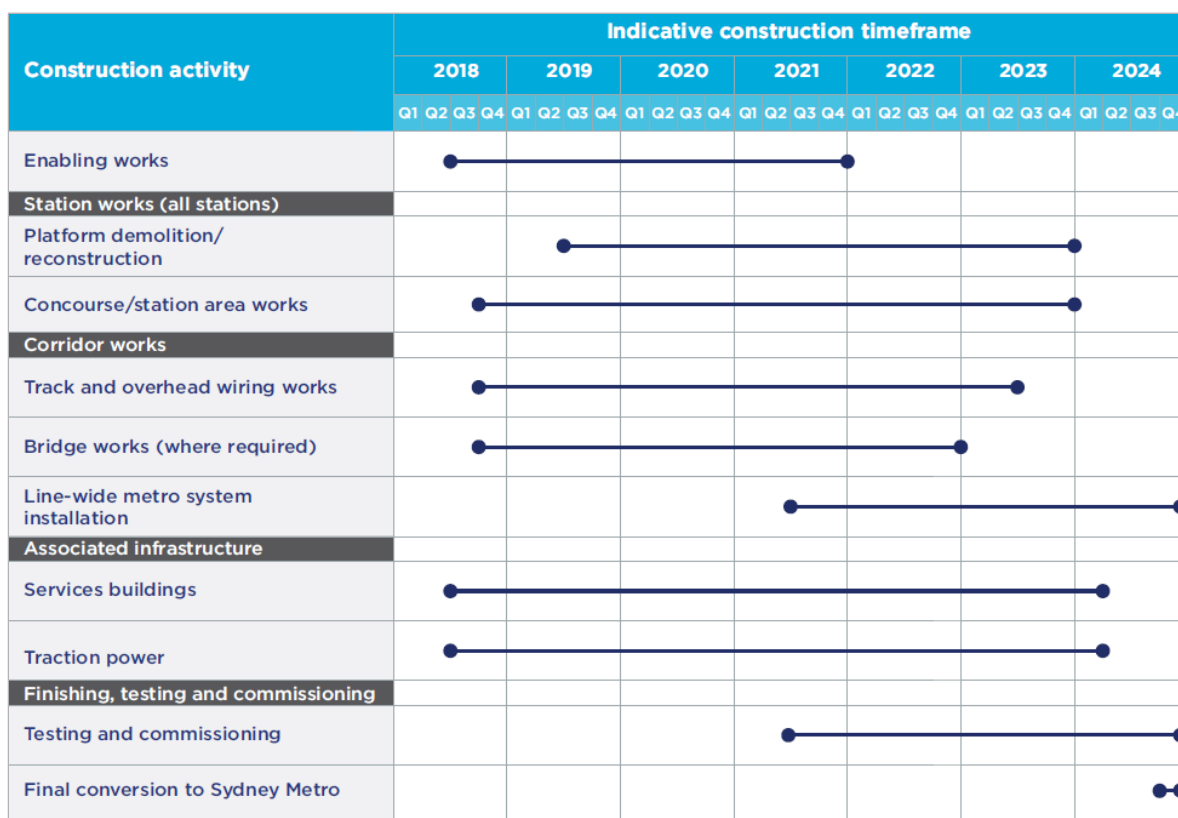 Indicative construction timeframe
Construction activity
2018 2019 2020 2021 2022 2023 2024
Q1 Q2 Q3 Q4 Q1 Q2 Q3 Q4 Q1 Q2 Q3 Q4 Q1 Q2 Q3 Q4 Q1 Q2 Q3 Q4 Q1 Q2 Q3 Q4 Q1 Q2 Q3 Q4
Enabling works
Station works (all stations)
Platform demolition/
reconstruction
Concourse/station area works
Corridor works
Track and overhead wiring works
Bridge works (where required)
Line-wide metro system
installation
Associated infrastructure
Services buildings
Traction power
Finishing, testing and commissioning
Testing and commissioning
Final conversion to Sydney Metro